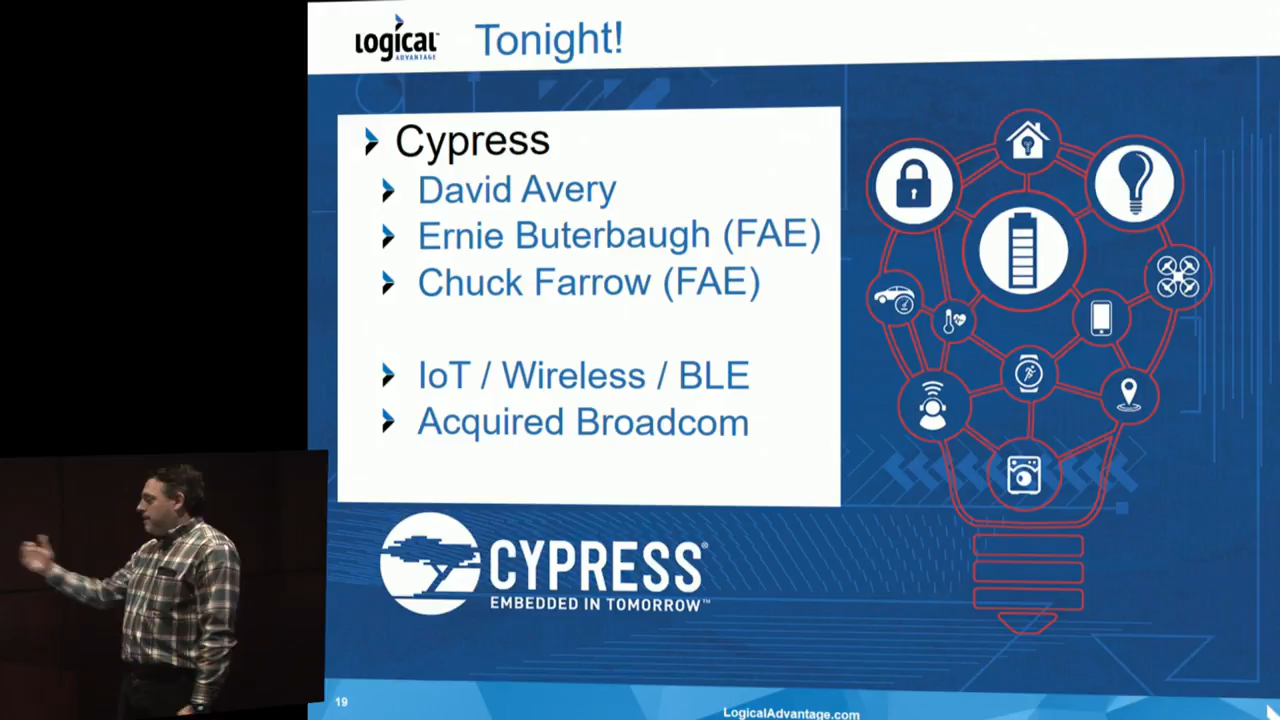 Logical
ADVANTAGE
Tonight!
Cypress
David Avery
Ernie Buterbaugh (FAE)
Chuck Farrow (FAE)
IoT / Wireless / BLE
Acquired Broadcom
CYPRESS®
EMBEDDED IN TOMORROW™
19
LogicalAdvantage.com